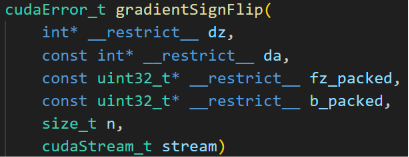 cudaError_t gradientSignFlip(
int* __restrict__ dz,
const int* __restrict__ da,
const uint32_t* __restrict__ fz_packed,
const uint32_t* __restrict__ b_packed,
size_t n,
cudaStream_t stream)